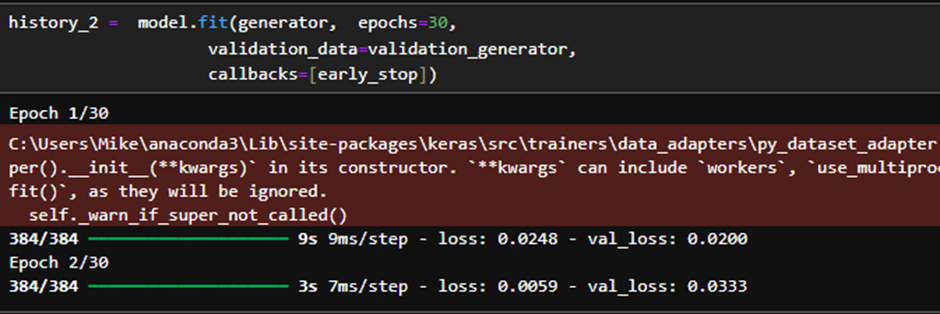 history_2 =  model.fit(generator,  epochs=30,
validation_data=validation_generator,
callbacks=[early_stop])
Epoch 1/30
C:\Users\Mike\anaconda3\Lib\site-packages\keras\src\trainers\data_adapters\py_dataset_adapter
per().__init__(**kwargs)` in its constructor. `**kwargs` can include `workers`, `use_multiproc
fit()`, as they will be ignored.
self._warn_if_super_not_called()
384/384 ━━━━━━━━━━━━━━━━━━━━ 9s 9ms/step - loss: 0.0248 - val_loss: 0.0200
Epoch 2/30
384/384 ━━━━━━━━━━━━━━━━━━━━ 3s 7ms/step - loss: 0.0059 - val_loss: 0.0333